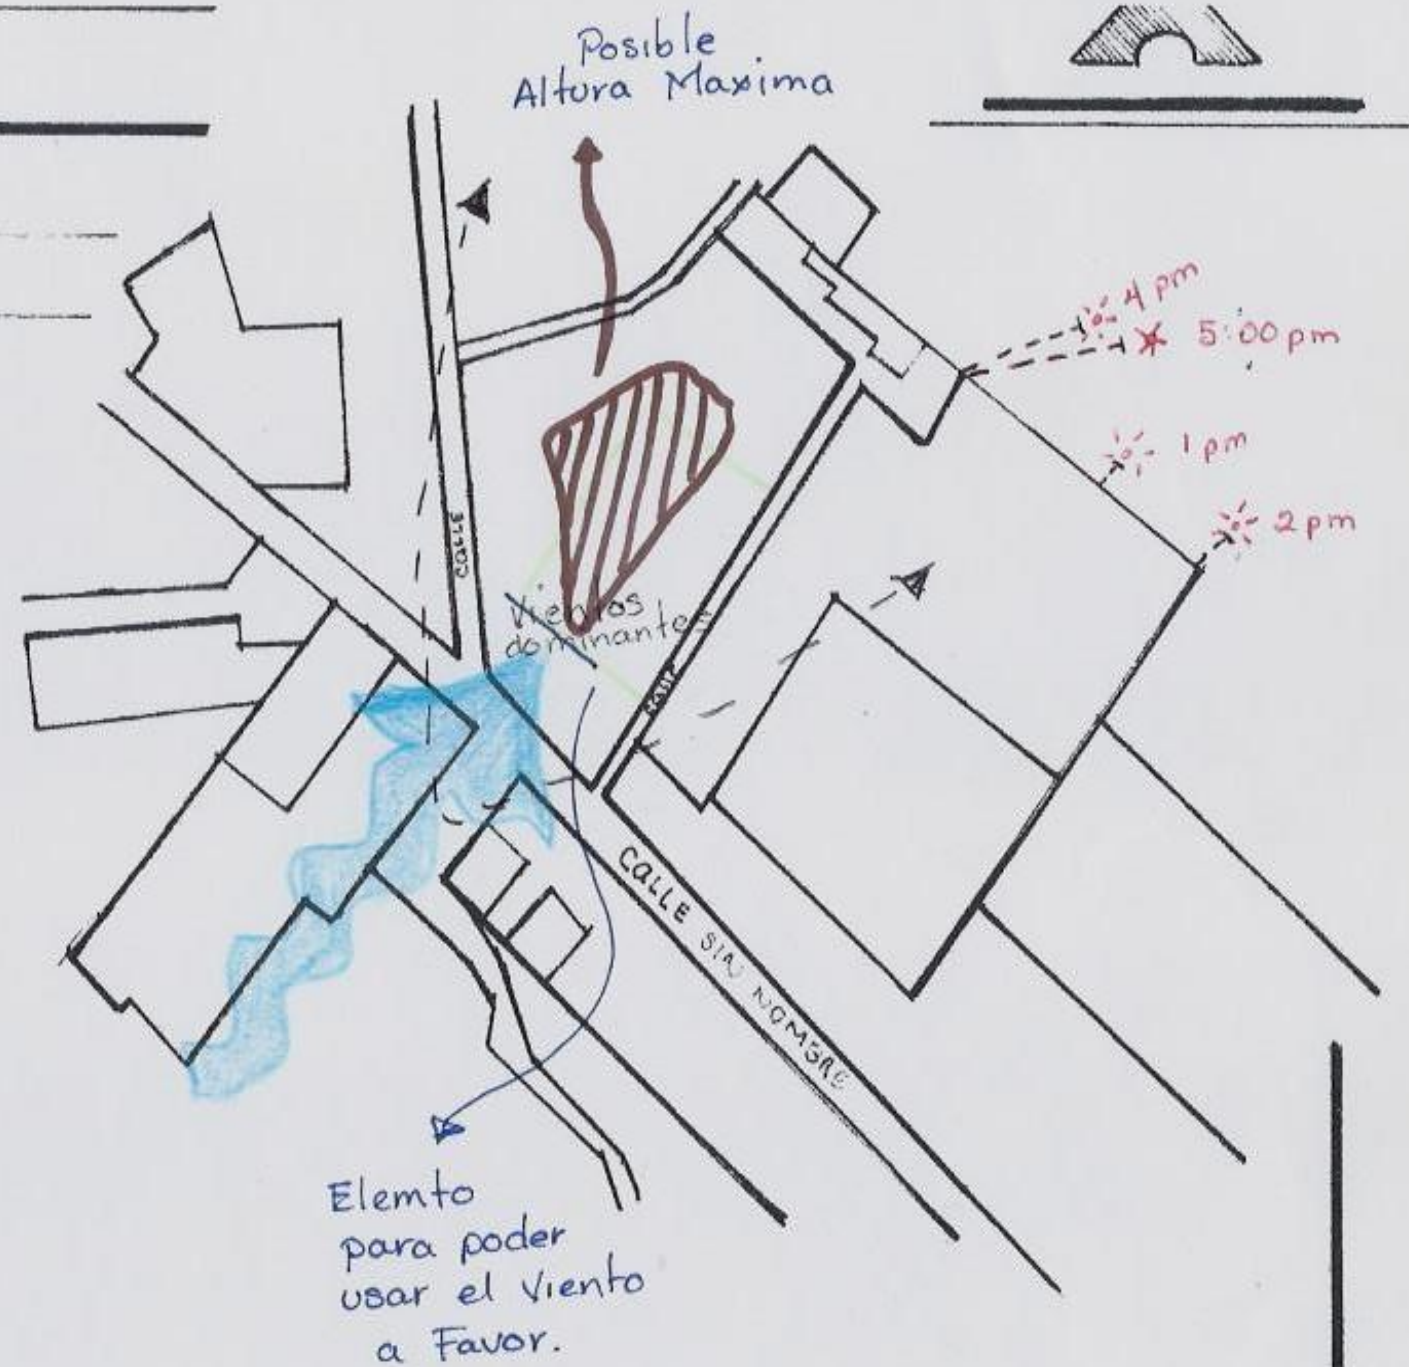 Posible
Altura Maxima
4 pm
5:00 pm
1 pm
2 pm
calle
Vientos
dominantes
calle
CALLE SIN NOMBRE
Elemto
para poder
usar el Viento
a Favor.